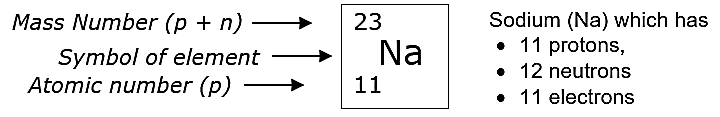 Mass Number (p + n)
Symbol of element
Atomic number (p)
23
Na
11
Sodium (Na) which has
• 11 protons,
• 12 neutrons
• 11 electrons